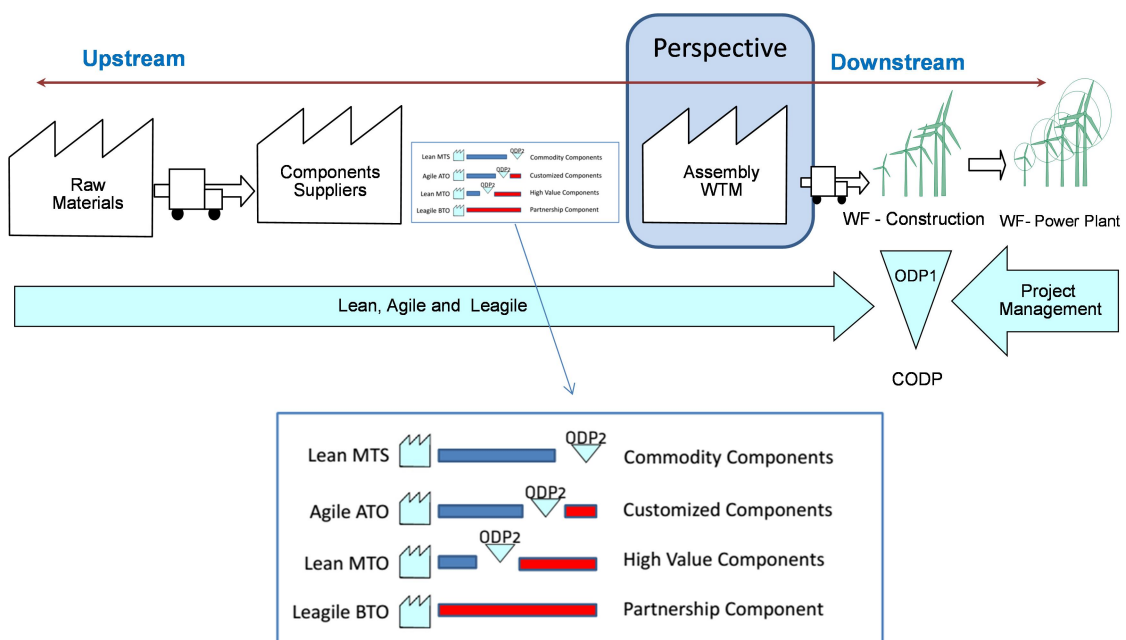 Perspective
Upstream
Downstream
Raw
Materials
Components
Suppliers
ODP2
Lean MTS
Commodity Components
ODP2
Agile ATO
Customized Components
ODP2
Lean MTO
High Value Components
Leagile BTO
Partnership Component
Assembly
WTM
WF - Construction
WF- Power Plant
Lean, Agile and  Leagile
ODP1
Project
Management
CODP
ODP2
Lean MTS
Commodity Components
ODP2
Agile ATO
Customized Components
ODP2
Lean MTO
High Value Components
Leagile BTO
Partnership Component